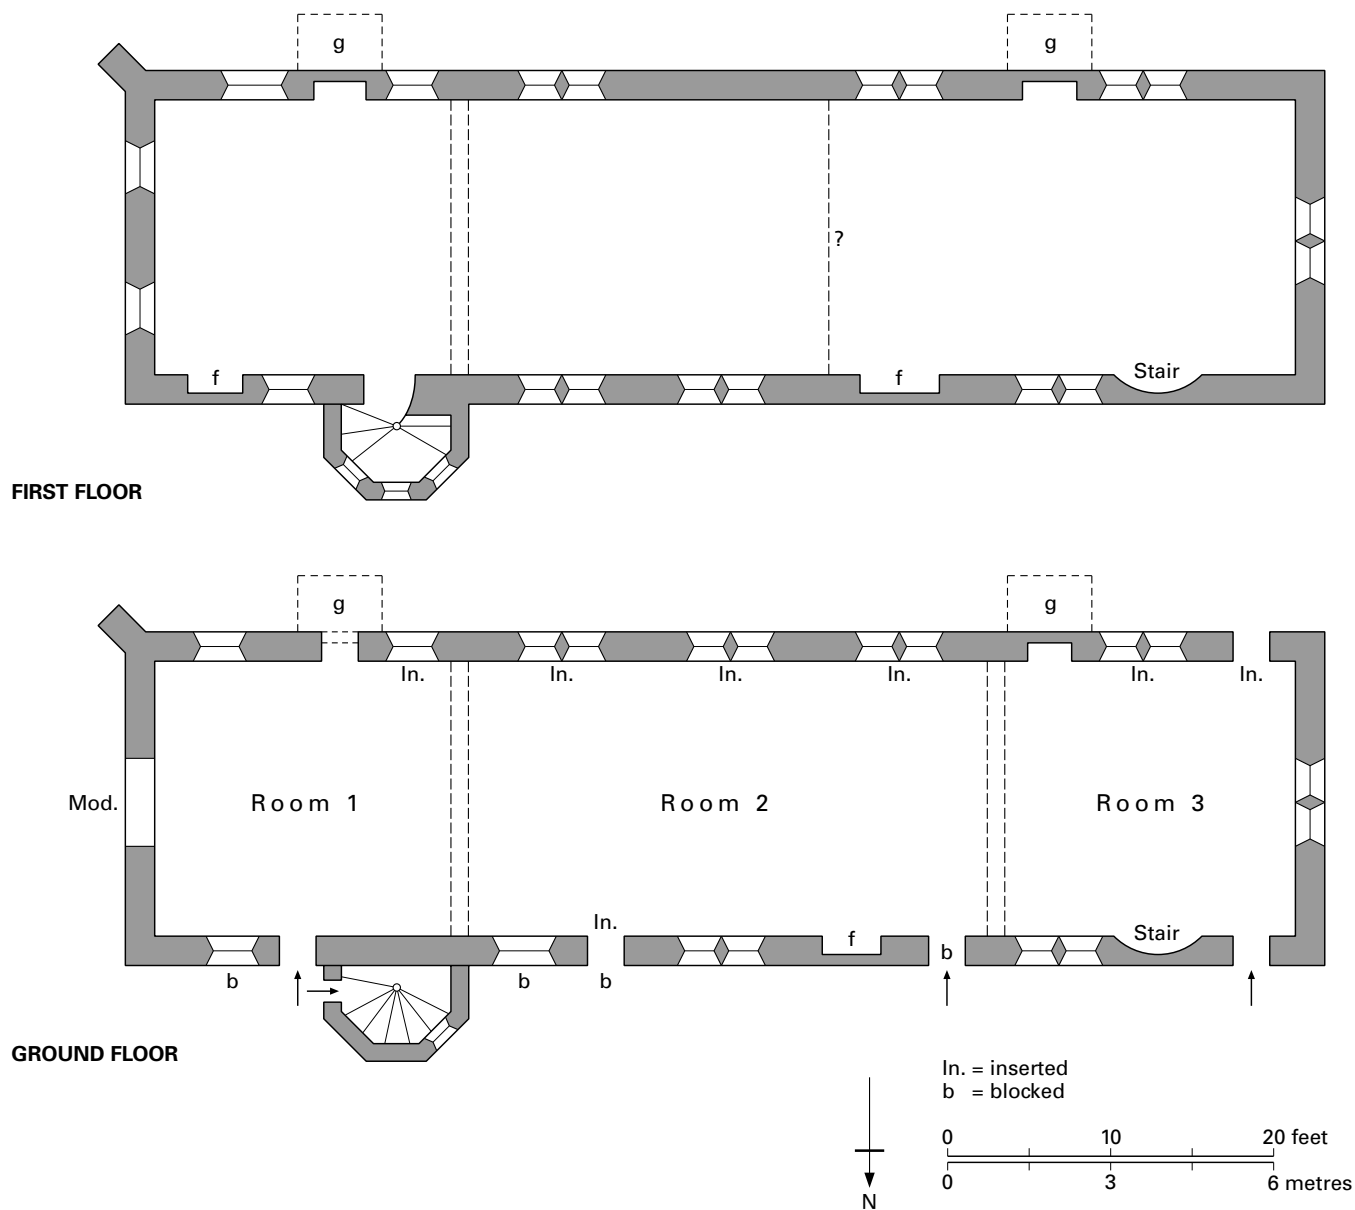 g g
?
f f Stair
FIRST FLOOR
g g
In. In. In. In. In. In.
Mod. Room 1 Room 2 Room 3
In.
f Stair
b
b b b
GROUND FLOOR
In. = inserted
b = blocked
0 10 20 feet
0 3 6 metres
N